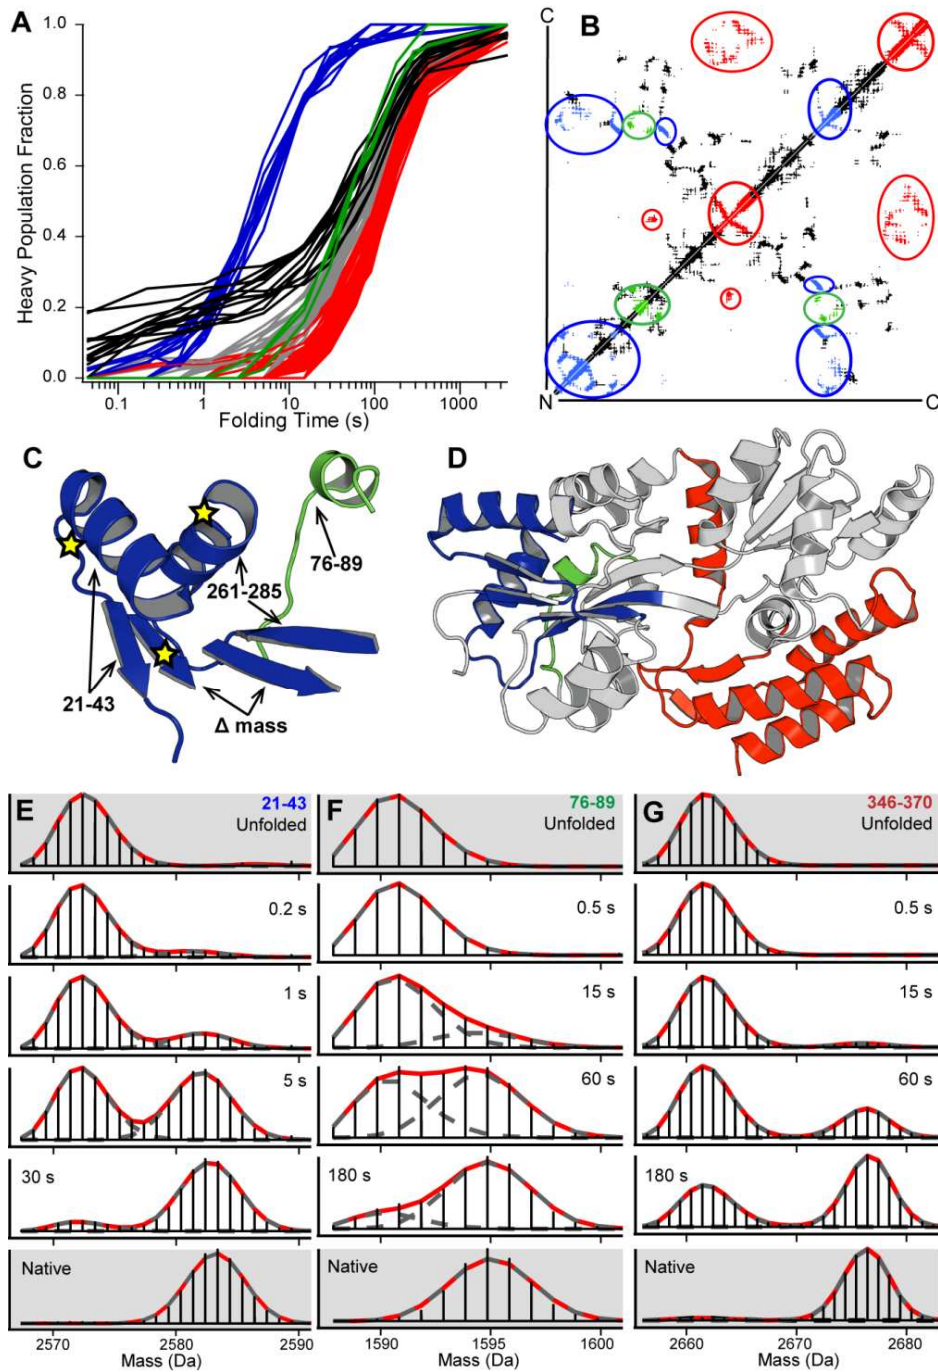 A
Heavy Population Fraction
1.0
0.8
0.6
0.4
0.2
0.0
0.1
1
10
100
1000
Folding Time (s)
C
B
N
C
C
76-89
261-285
21-43
Δ mass
D
E
21-43
Unfolded
0.2 s
1 s
5 s
30 s
Native
2570
2580
2590
Mass (Da)
F
76-89
Unfolded
0.5 s
15 s
60 s
180 s
Native
1590
1595
1600
Mass (Da)
G
346-370
Unfolded
0.5 s
15 s
60 s
180 s
Native
2660
2670
2680
Mass (Da)